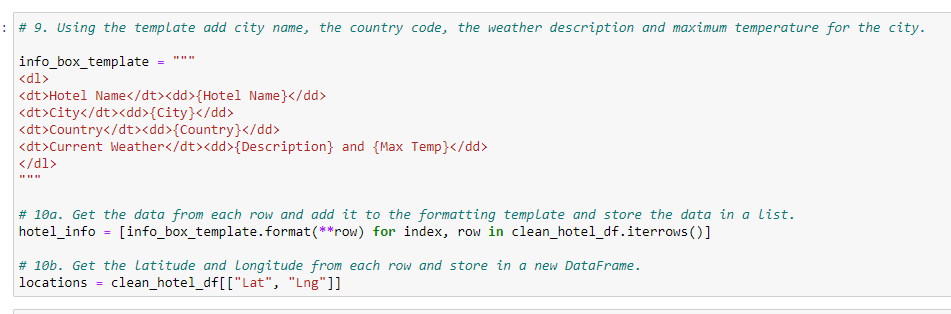 : # 9. Using the template add city name, the country code, the weather description and maximum temperature for the city.
info_box_template = """
<dl>
<dt>Hotel Name</dt><dd>{Hotel Name}</dd>
<dt>City</dt><dd>{City}</dd>
<dt>Country</dt><dd>{Country}</dd>
<dt>Current Weather</dt><dd>{Description} and {Max Temp}</dd>
</dl>
"""
# 10a. Get the data from each row and add it to the formatting template and store the data in a list.
hotel_info = [info_box_template.format(**row) for index, row in clean_hotel_df.iterrows()]
# 10b. Get the latitude and longitude from each row and store in a new DataFrame.
locations = clean_hotel_df[["Lat", "Lng"]]